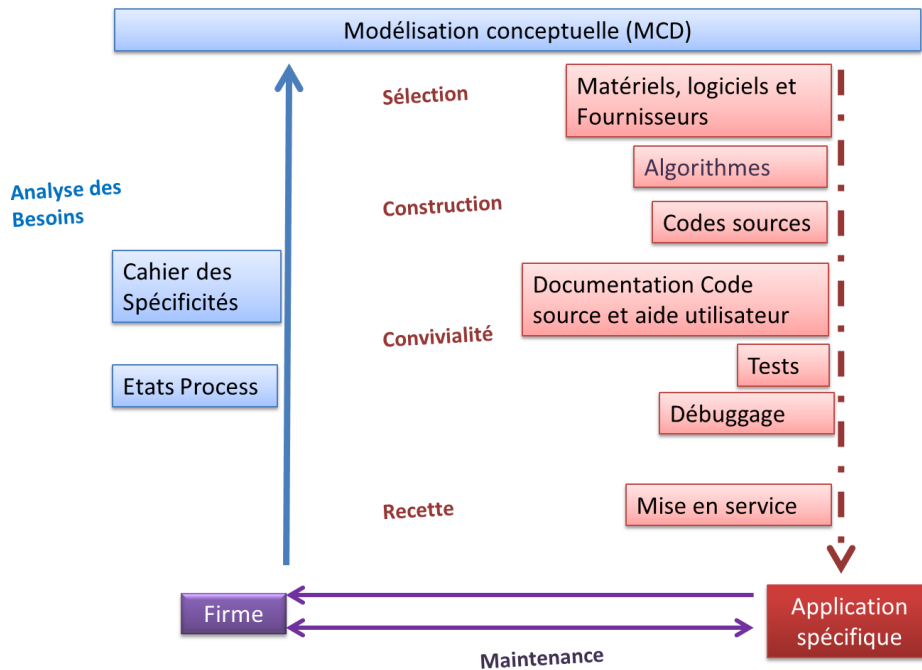 Modélisation conceptuelle (MCD)
Sélection
Matériels, logiciels et
Fournisseurs
Algorithmes
Analyse des
Besoins
Construction
Codes sources
Cahier des
Spécificités
Documentation Code
source et aide utilisateur
Convivialité
Tests
Etats Process
Débuggage
Recette
Mise en service
Firme
Application
spécifique
Maintenance